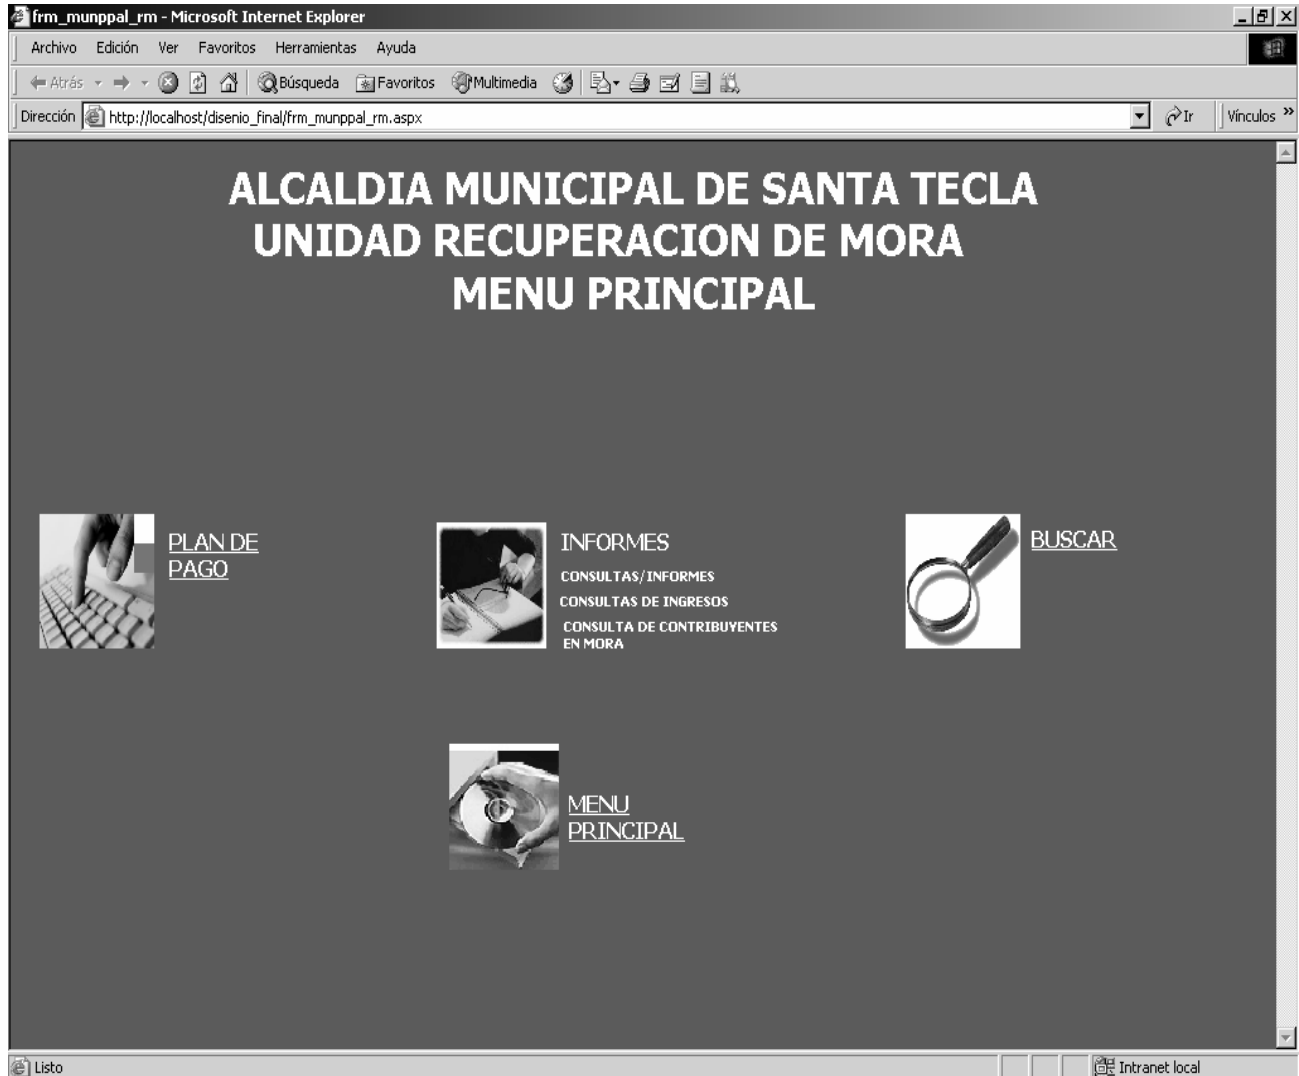 frm_munppal_rm - Microsoft Internet Explorer
Archivo Edición Ver Favoritos Herramientas Ayuda
Atrás Búsqueda Favoritos Multimedia
Dirección http://localhost/disenio_final/frm_munppal_rm.aspx Ir Vínculos »
ALCALDIA MUNICIPAL DE SANTA TECLA
UNIDAD RECUPERACION DE MORA
MENU PRINCIPAL
PLAN DE
PAGO
INFORMES
CONSULTAS/INFORMES
CONSULTAS DE INGRESOS
CONSULTA DE CONTRIBUYENTES
EN MORA
BUSCAR
MENU
PRINCIPAL
Listo Intranet local